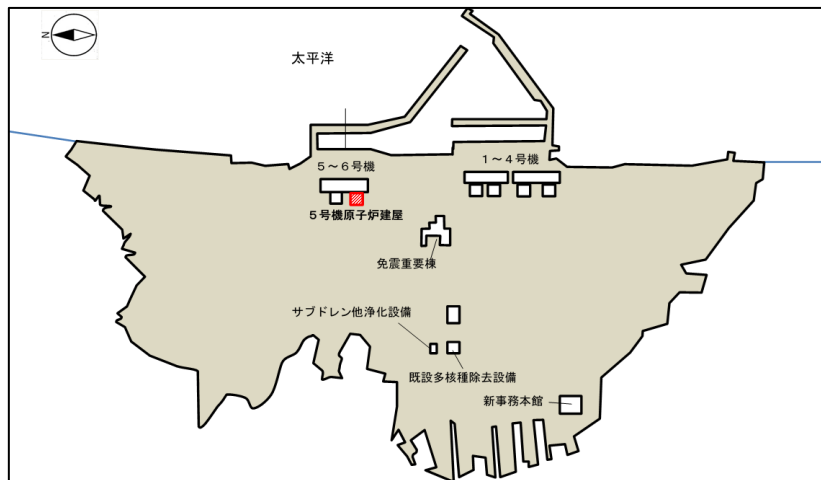 N
太平洋
5～6号機
1～4号機
5号機原子炉建屋
免震重要棟
サブドレン他浄化設備
既設多核種除去設備
新事務本館